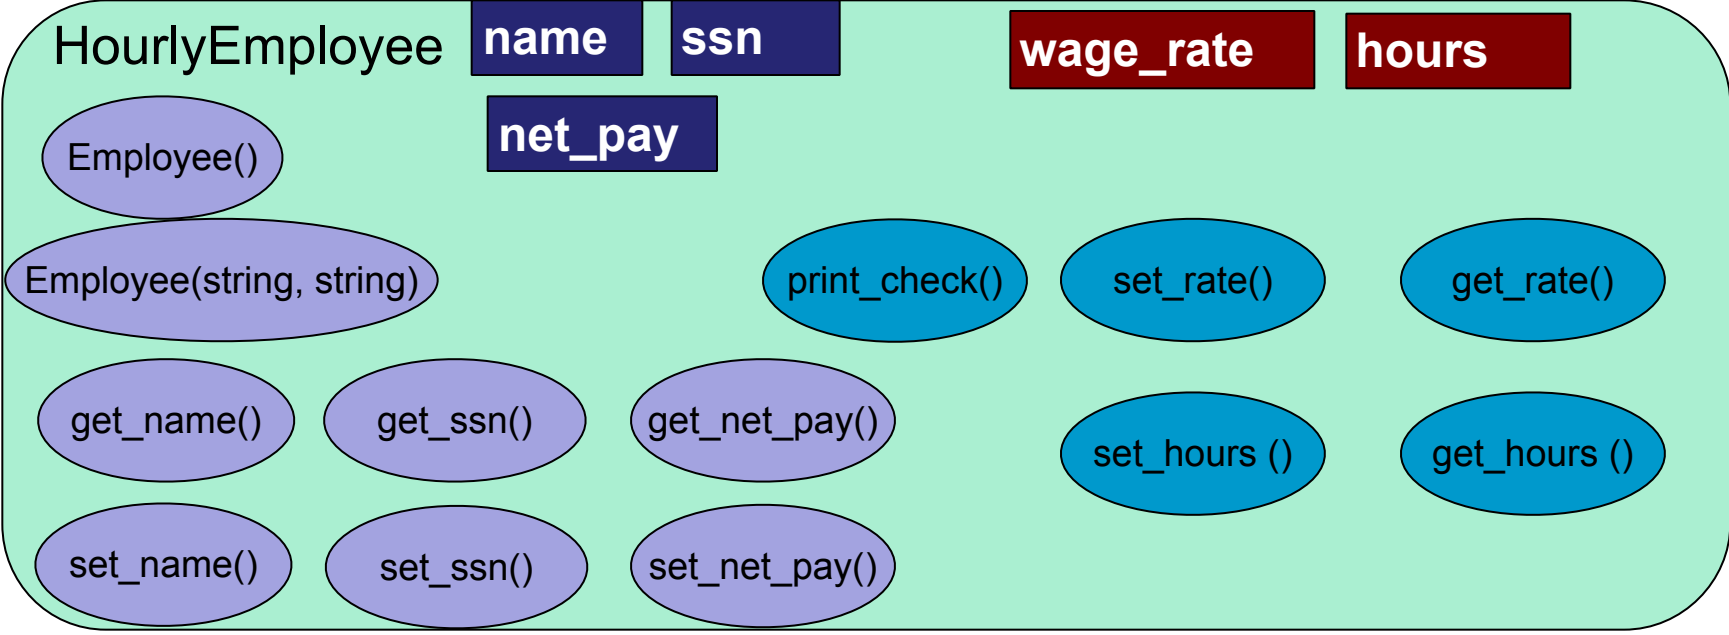 HourlyEmployee name ssn wage_rate hours
net_pay
Employee()
Employee(string, string) print_check() set_rate() get_rate()
get_name() get_ssn() get_net_pay() set_hours () get_hours ()
set_name() set_ssn() set_net_pay()